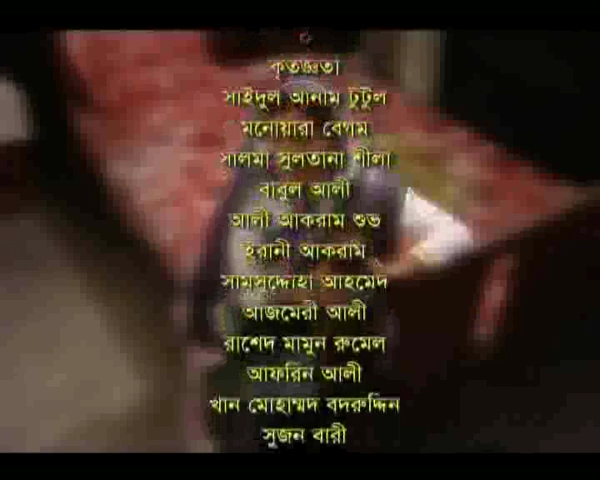 কৃতজ্ঞতা
সাইদুল আনাম টুটুল
মনোয়ারা বেগম
সালমা সুলতানা শীলা
বাবুল আলী
আলী আকরাম শুভ
ইরানী আকরাম
সামসুদ্দোহা আহমেদ
আজমেরী আলী
রাশেদ মামুন রুমেল
আফরিন আলী
খান মোহাম্মদ বদরুদ্দিন
সুজন বারী